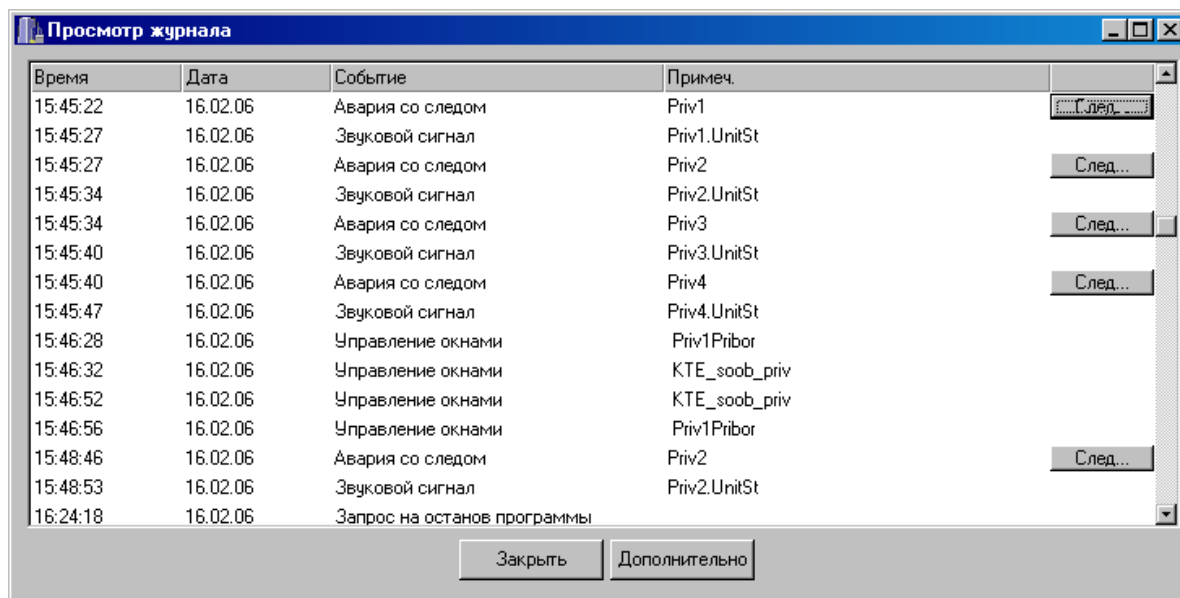 Просмотр журнала
Время Дата Событие Примеч.
15:45:22 16.02.06 Авария со следом Priv1 След...
15:45:27 16.02.06 Звуковой сигнал Priv1.UnitSt
15:45:27 16.02.06 Авария со следом Priv2 След...
15:45:34 16.02.06 Звуковой сигнал Priv2.UnitSt
15:45:34 16.02.06 Авария со следом Priv3 След...
15:45:40 16.02.06 Звуковой сигнал Priv3.UnitSt
15:45:40 16.02.06 Авария со следом Priv4 След...
15:45:47 16.02.06 Звуковой сигнал Priv4.UnitSt
15:46:28 16.02.06 Управление окнами Priv1Pribor
15:46:32 16.02.06 Управление окнами KTE_soob_priv
15:46:52 16.02.06 Управление окнами KTE_soob_priv
15:46:56 16.02.06 Управление окнами Priv1Pribor
15:48:46 16.02.06 Авария со следом Priv2 След...
15:48:53 16.02.06 Звуковой сигнал Priv2.UnitSt
16:24:18 16.02.06 Запрос на останов программы
Закрыть Дополнительно